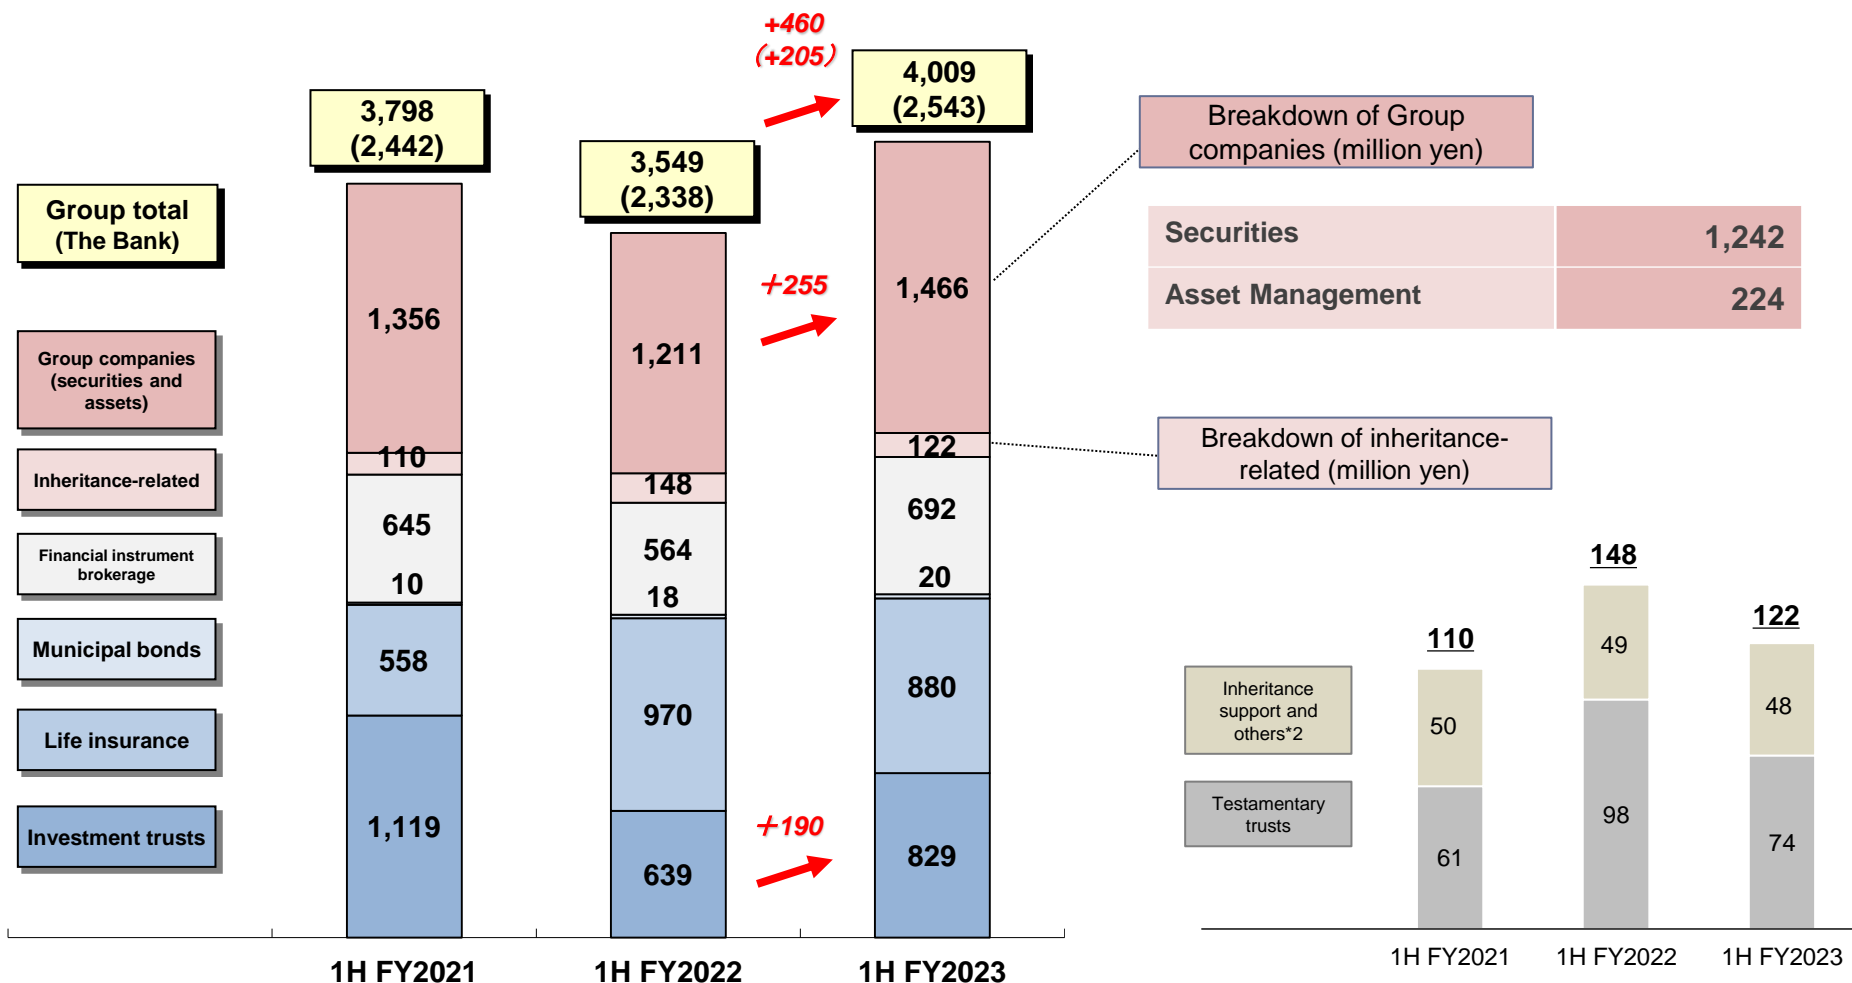 +460
(+205)
3,798
(2,442)
3,549
(2,338)
4,009
(2,543)
Group total
(The Bank)
Group companies
(securities and
assets)
Inheritance-related
Financial instrument
brokerage
Municipal bonds
Life insurance
Investment trusts
1,356
110
645
10
558
1,119
1,211
148
564
18
970
639
+255
+190
1,466
122
692
20
880
829
1H FY2021
1H FY2022
1H FY2023
Breakdown of Group
companies (million yen)
Securities 1,242
Asset Management 224
Breakdown of inheritance-
related (million yen)
Inheritance
support and
others*2
Testamentary
trusts
110
50
61
148
49
98
122
48
74
1H FY2021
1H FY2022
1H FY2023